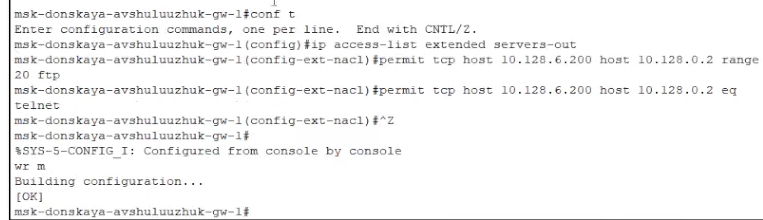 msk-donskaya-avshuluuzhuk-gw-1#conf t
Enter configuration commands, one per line.  End with CNTL/Z.
msk-donskaya-avshuluuzhuk-gw-1(config)#ip access-list extended servers-out
msk-donskaya-avshuluuzhuk-gw-1(config-ext-nacl)#permit tcp host 10.128.6.200 host 10.128.0.2 range
20 ftp
msk-donskaya-avshuluuzhuk-gw-1(config-ext-nacl)#permit tcp host 10.128.6.200 host 10.128.0.2 eq
telnet
msk-donskaya-avshuluuzhuk-gw-1(config-ext-nacl)#^Z
msk-donskaya-avshuluuzhuk-gw-1#
%SYS-5-CONFIG_I: Configured from console by console
wr m
Building configuration...
[OK]
msk-donskaya-avshuluuzhuk-gw-1#